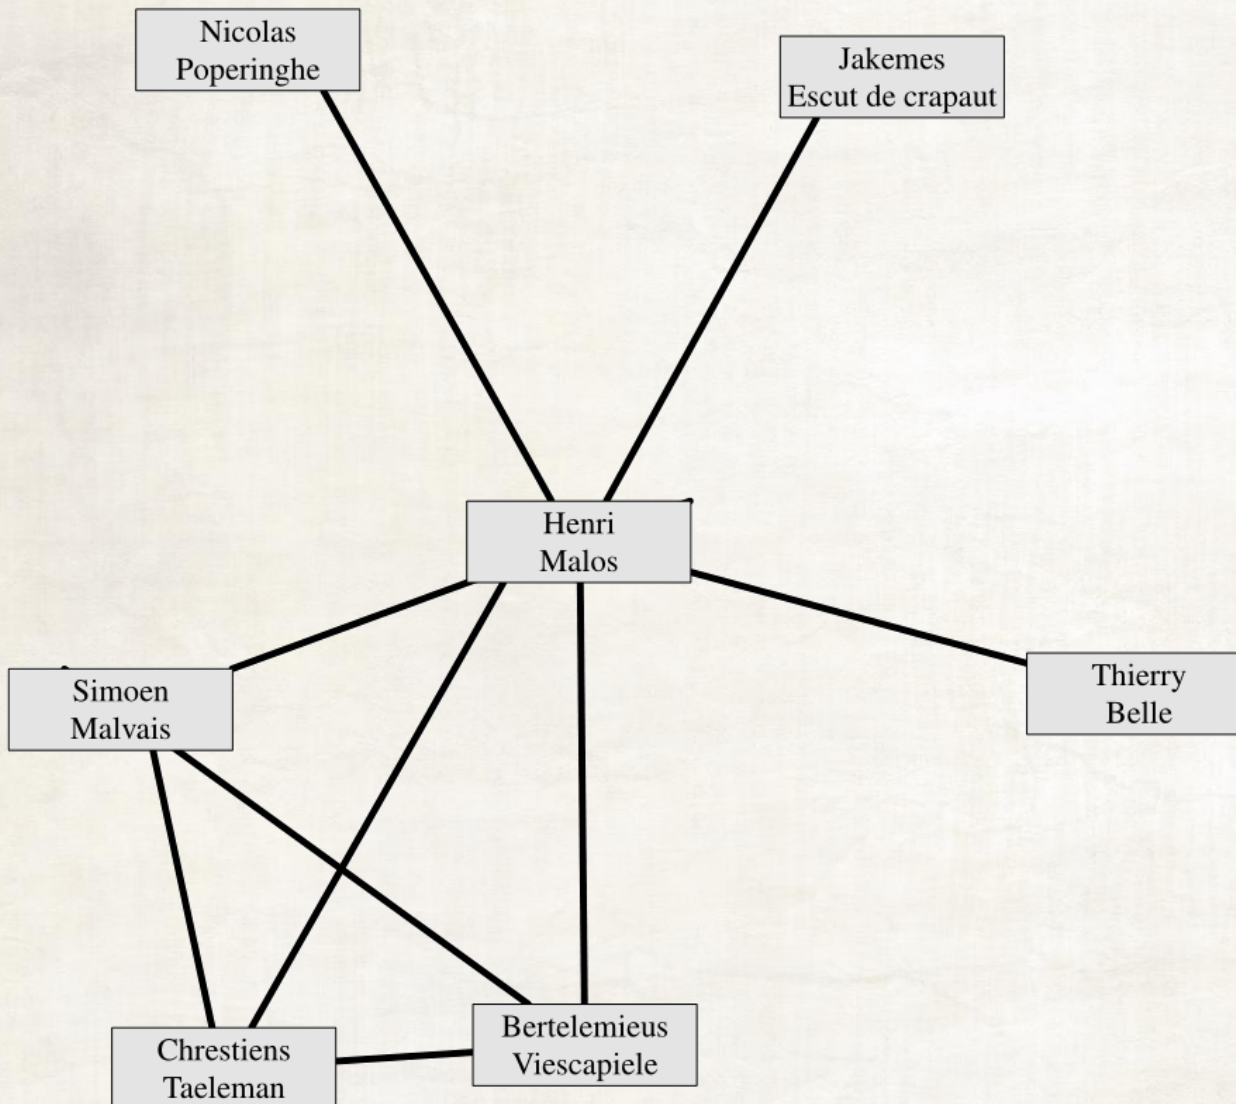 Nicolas
Poperinghe
Jakemes
Escut de crapaut
Henri
Malos
Simoen
Malvais
Thierry
Belle
Chrestiens
Taeleman
Bertelemieus
Viescapiele